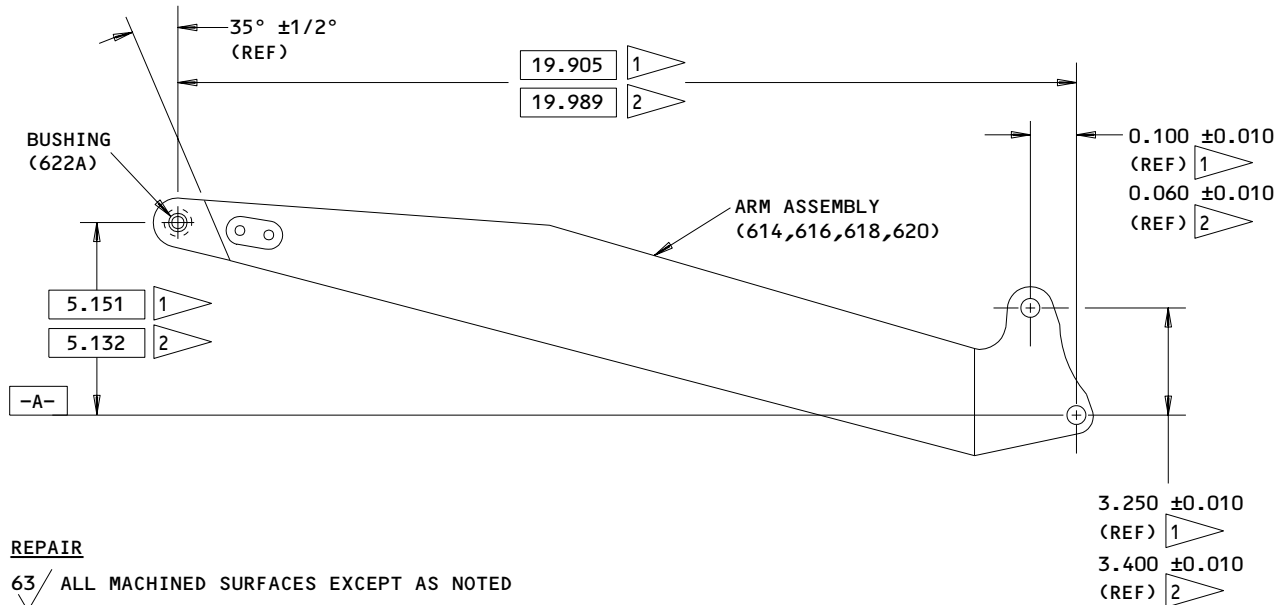 35° ±1/2°
(REF)
19.905 1
19.989 2
0.100 ±0.010
(REF) 1
0.060 ±0.010
(REF) 2
BUSHING
(622A)
ARM ASSEMBLY
(614,616,618,620)
5.151 1
5.132 2
-A-
3.250 ±0.010
(REF) 1
3.400 ±0.010
(REF) 2
REPAIR
63 ALL MACHINED SURFACES EXCEPT AS NOTED